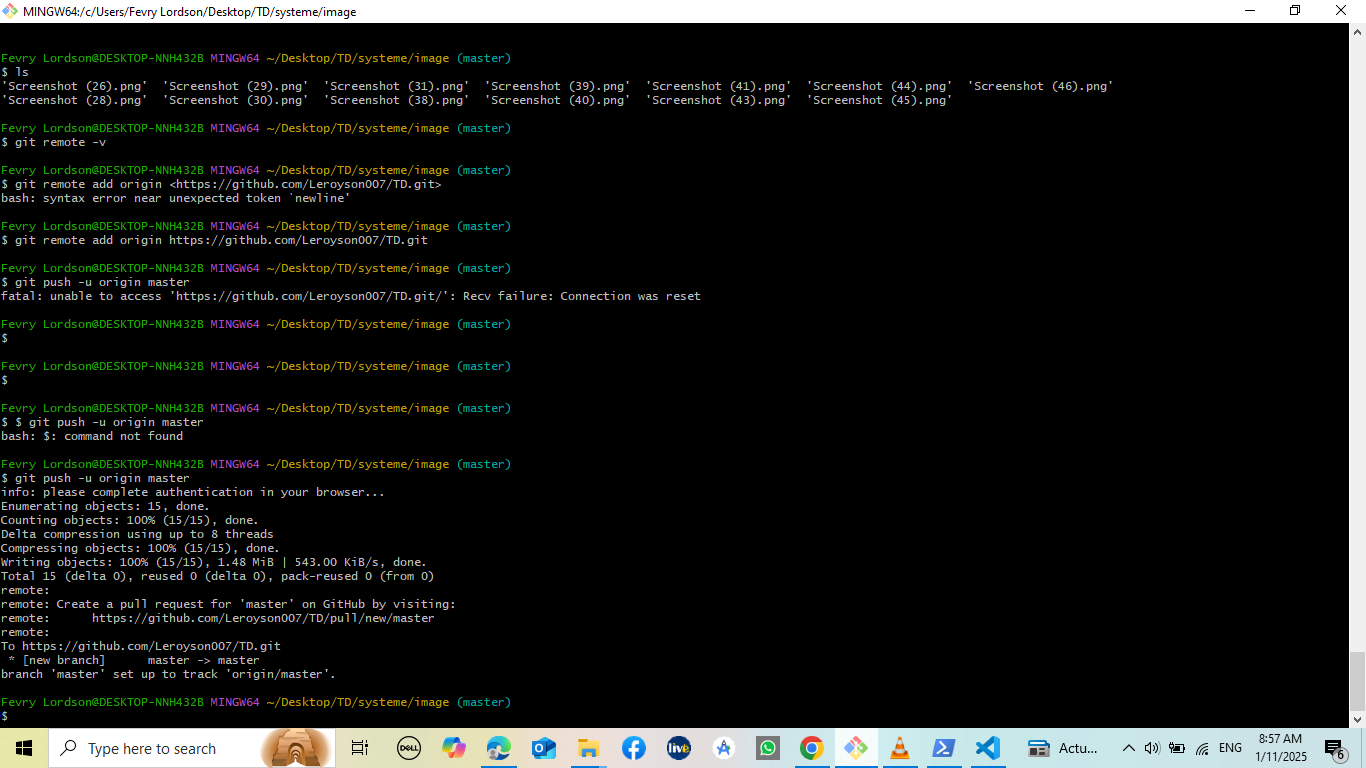 MINGW64:/c/Users/Fevry Lordson/Desktop/TD/systeme/image
Fevry Lordson@DESKTOP-NNH432B MINGW64 ~/Desktop/TD/systeme/image (master)
$ ls
'Screenshot (26).png'  'Screenshot (29).png'  'Screenshot (31).png'  'Screenshot (39).png'  'Screenshot (41).png'  'Screenshot (44).png'  'Screenshot (46).png'
'Screenshot (28).png'  'Screenshot (30).png'  'Screenshot (38).png'  'Screenshot (40).png'  'Screenshot (43).png'  'Screenshot (45).png'
Fevry Lordson@DESKTOP-NNH432B MINGW64 ~/Desktop/TD/systeme/image (master)
$ git remote -v
Fevry Lordson@DESKTOP-NNH432B MINGW64 ~/Desktop/TD/systeme/image (master)
$ git remote add origin <https://github.com/Leroyson007/TD.git>
bash: syntax error near unexpected token `newline'
Fevry Lordson@DESKTOP-NNH432B MINGW64 ~/Desktop/TD/systeme/image (master)
$ git remote add origin https://github.com/Leroyson007/TD.git
Fevry Lordson@DESKTOP-NNH432B MINGW64 ~/Desktop/TD/systeme/image (master)
$ git push -u origin master
fatal: unable to access 'https://github.com/Leroyson007/TD.git/': Recv failure: Connection was reset
Fevry Lordson@DESKTOP-NNH432B MINGW64 ~/Desktop/TD/systeme/image (master)
$
Fevry Lordson@DESKTOP-NNH432B MINGW64 ~/Desktop/TD/systeme/image (master)
$
Fevry Lordson@DESKTOP-NNH432B MINGW64 ~/Desktop/TD/systeme/image (master)
$ $ git push -u origin master
bash: $: command not found
Fevry Lordson@DESKTOP-NNH432B MINGW64 ~/Desktop/TD/systeme/image (master)
$ git push -u origin master
info: please complete authentication in your browser...
Enumerating objects: 15, done.
Counting objects: 100% (15/15), done.
Delta compression using up to 8 threads
Compressing objects: 100% (15/15), done.
Writing objects: 100% (15/15), 1.48 MiB | 543.00 KiB/s, done.
Total 15 (delta 0), reused 0 (delta 0), pack-reused 0 (from 0)
remote:
remote: Create a pull request for 'master' on GitHub by visiting:
remote:      https://github.com/Leroyson007/TD/pull/new/master
remote:
To https://github.com/Leroyson007/TD.git
 * [new branch]      master -> master
branch 'master' set up to track 'origin/master'.
Fevry Lordson@DESKTOP-NNH432B MINGW64 ~/Desktop/TD/systeme/image (master)
$
Type here to search
DELL
live
Actu...
ENG
8:57 AM
1/11/2025
6